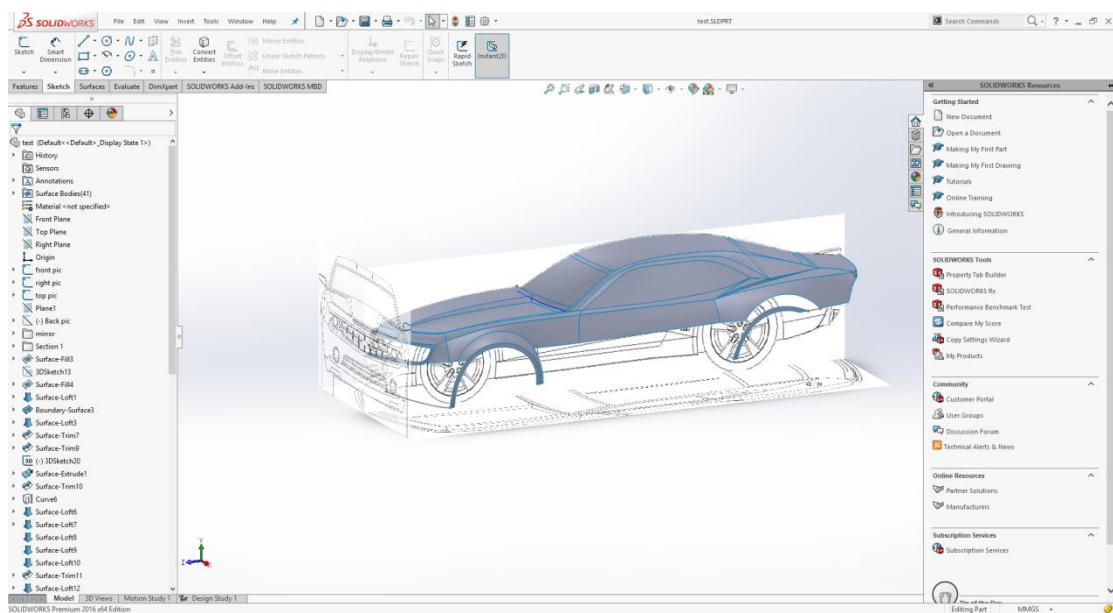 SOLIDWORKS File Edit View Insert Tools Window Help test.SLDPRT Search Commands
Sketch Smart Dimension Trim Entities Convert Entities Offset Entities Mirror Entities Linear Sketch Pattern Move Entities Display/Delete Relations Repair Sketch Quick Snaps Rapid Sketch Instant2D
Features Sketch Surfaces Evaluate DimXpert SOLIDWORKS Add-Ins SOLIDWORKS MBD
test (Default<<Default>_Display State 1>)
History
Sensors
Annotations
Surface Bodies(41)
Material <not specified>
Front Plane
Top Plane
Right Plane
Origin
front pic
right pic
top pic
Plane1
(-) Back pic
mirror
Section 1
Surface-Fill3
3DSketch13
Surface-Fill4
Surface-Loft1
Boundary-Surface3
Surface-Loft3
Surface-Trim7
Surface-Trim9
(-) 3DSketch20
Surface-Extrude1
Surface-Trim10
Curve6
Surface-Loft6
Surface-Loft7
Surface-Loft8
Surface-Loft9
Surface-Loft10
Surface-Trim11
Surface-Loft12
Y
Z
SOLIDWORKS Resources
Getting Started
New Document
Open a Document
Making My First Part
Making My First Drawing
Tutorials
Online Training
Introducing SOLIDWORKS
General Information
SOLIDWORKS Tools
Property Tab Builder
SOLIDWORKS Rx
Performance Benchmark Test
Compare My Score
Copy Settings Wizard
My Products
Community
Customer Portal
User Groups
Discussion Forum
Technical Alerts & News
Online Resources
Partner Solutions
Manufacturers
Subscription Services
Subscription Services
Model 3D Views Motion Study 1 Design Study 1
SOLIDWORKS Premium 2016 x64 Edition Editing Part MMGS